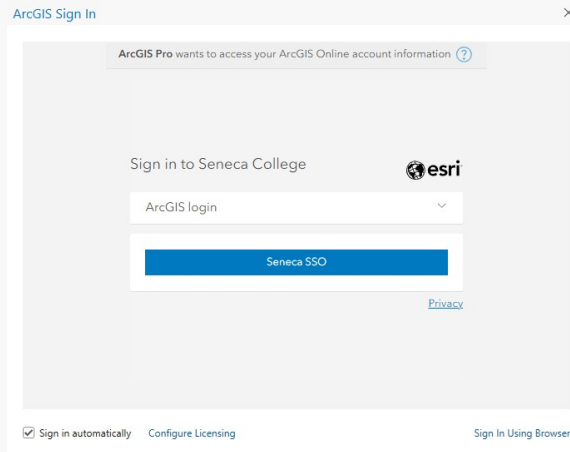 ArcGIS Sign In
ArcGIS Pro wants to access your ArcGIS Online account information ?
Sign in to Seneca College
esri
ArcGIS login
Seneca SSO
Privacy
Sign in automatically Configure Licensing Sign In Using Browser